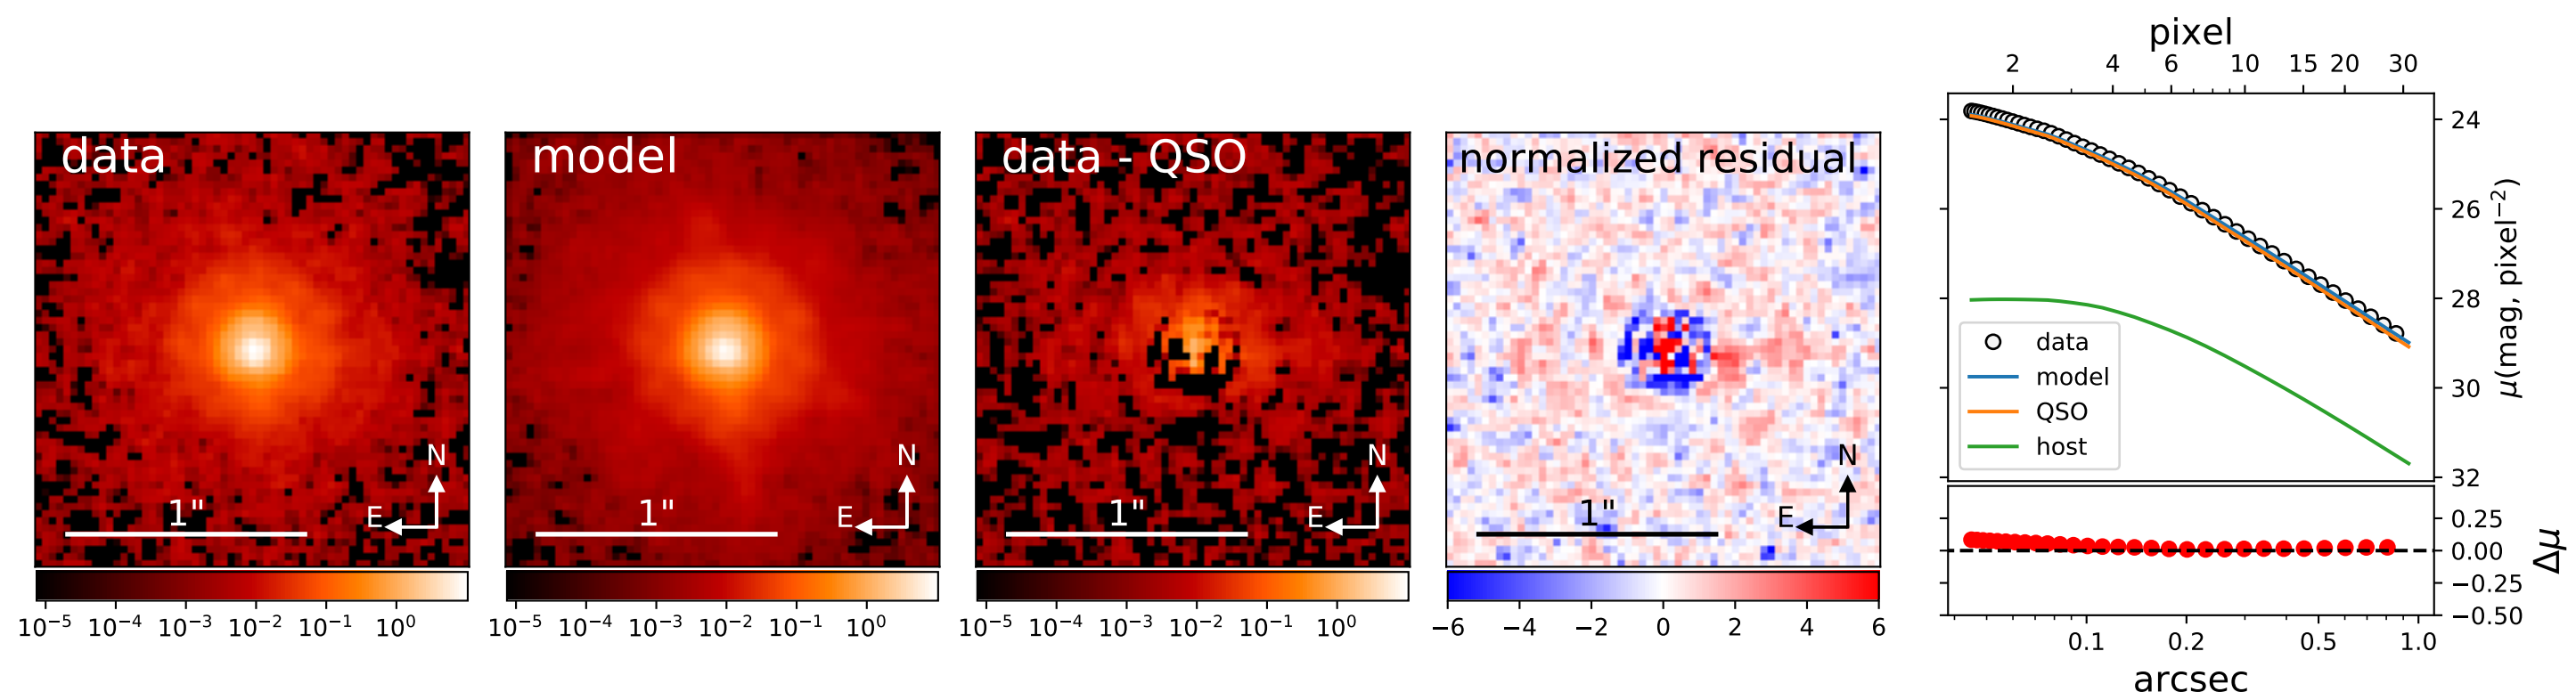 data
N
E
1"
10⁻⁵ 10⁻⁴ 10⁻³ 10⁻² 10⁻¹ 10⁰
model
N
E
1"
10⁻⁵ 10⁻⁴ 10⁻³ 10⁻² 10⁻¹ 10⁰
data - QSO
N
E
1"
10⁻⁵ 10⁻⁴ 10⁻³ 10⁻² 10⁻¹ 10⁰
normalized residual
N
E
1"
−6 −4 −2 0 2 4 6
pixel
2 4 6 10 15 20 30
24
26
28
30
32
μ(mag, pixel⁻²)
data
model
QSO
host
0.25
0.00
−0.25
−0.50
Δμ
0.1 0.2 0.5 1.0
arcsec